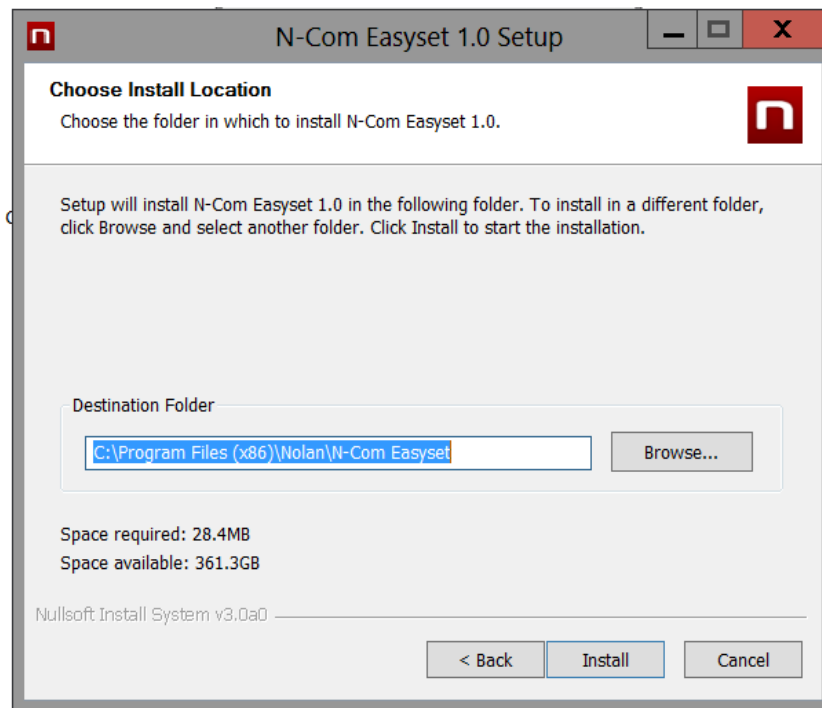 N-Com Easyset 1.0 Setup
Choose Install Location
Choose the folder in which to install N-Com Easyset 1.0.
Setup will install N-Com Easyset 1.0 in the following folder. To install in a different folder,
click Browse and select another folder. Click Install to start the installation.
Destination Folder
C:\Program Files (x86)\Nolan\N-Com Easyset
Browse...
Space required: 28.4MB
Space available: 361.3GB
Nullsoft Install System v3.0a0
< Back
Install
Cancel